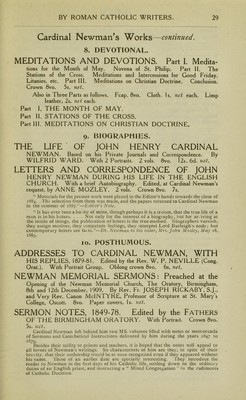 BY ROMAN CATHOLIC WRITERS. 29
Cardinal Newman's Works—continued.
8. DEVOTIONAL.
MEDITATIONS AND DEVOTIONS. Part I. Medita-
tions for the Month of May. Novena of St. Philip. Part II. The
Stations of the Cross. Meditations and Intercessions for Good Friday.
Litanies, etc. Part III. Meditations on Christian Doctrine. Conclusion.
Crown 8vo. 5s. net.
Also in Three Parts as follows. Fcap. 8vo. Cloth. 1s. net each. Limp
leather, 2s. net each.
Part I. THE MONTH OF MAY.
Part II. STATIONS OF THE CROSS.
Part III. MEDITATIONS ON CHRISTIAN DOCTRINE.
9. BIOGRAPHIES.
THE LIFE OF JOHN HENRY CARDINAL
NEWMAN. Based on his Private Journals and Correspondence. By
WILFRID WARD. With 2 Portraits. 2 vols. 8vo. 12s. 6d. net.
LETTERS AND CORRESPONDENCE OF JOHN
HENRY NEWMAN DURING HIS LIFE IN THE ENGLISH
CHURCH. With a brief Autobiography. Edited, at Cardinal Newman's
request, by ANNE MOZLEY. 2 vols. Crown 8vo. 7s.
Materials for the present work were placed in the Editor's hands towards the close of
1884. The selection from them was made, and the papers returned to Cardinal Newman
in the summer of 1887.
"It has ever been a hobby of mine, though perhaps it is a truism, that the true life of a
man is in his letters. . . . Not only for the interest of a biography, but for arriving at
the inside of things, the publication of letters is the true method. Biographers varnish,
they assign motives, they conjecture feelings, they interpret Lord Burleigh's nods; but
contemporary letters are facts."—Dr. Newman to his sister, Mrs. John Mozley, May 18,
1863.
10. POSTHUMOUS.
ADDRESSES TO CARDINAL NEWMAN, WITH
HIS REPLIES, 1879-81. Edited by the Rev. W. P. NEVILLE (Cong.
Orat.). With Portrait Group. Oblong crown 8vo. 6s. net.
NEWMAN MEMORIAL SERMONS: Preached at the
Opening of the Newman Memorial Church, The Oratory, Birmingham,
8th and 12th December, 1909. By Rev. Fr. JOSEPH RICKABY, S.J.,
and Very Rev. Canon McINTYRE, Professor of Scripture at St. Mary's
College, Oscott. 8vo. Paper covers, 1s. net.
SERMON NOTES, 1849-78. Edited by the FATHERS
OF THE BIRMINGHAM ORATORY. With Portrait. Crown 8vo.
5s. net.
Cardinal Newman left behind him two MS. volumes filled with notes or memoranda
of Sermons and Catechetical Instructions delivered by him during the years 1847 to
1879.
Besides their utility to priests and teachers, it is hoped that the notes will appeal to
all lovers of Newman's writings. So characteristic of him are they, in spite of their
brevity, that their authorship would be at once recognised even if they appeared without
his name. Those of an earlier date are specially interesting. They introduce the
reader to Newman in the first days of his Catholic life, settling down to the ordinary
duties of an English priest, and instructing a "Mixed Congregation" in the rudiments
of Catholic Doctrine.